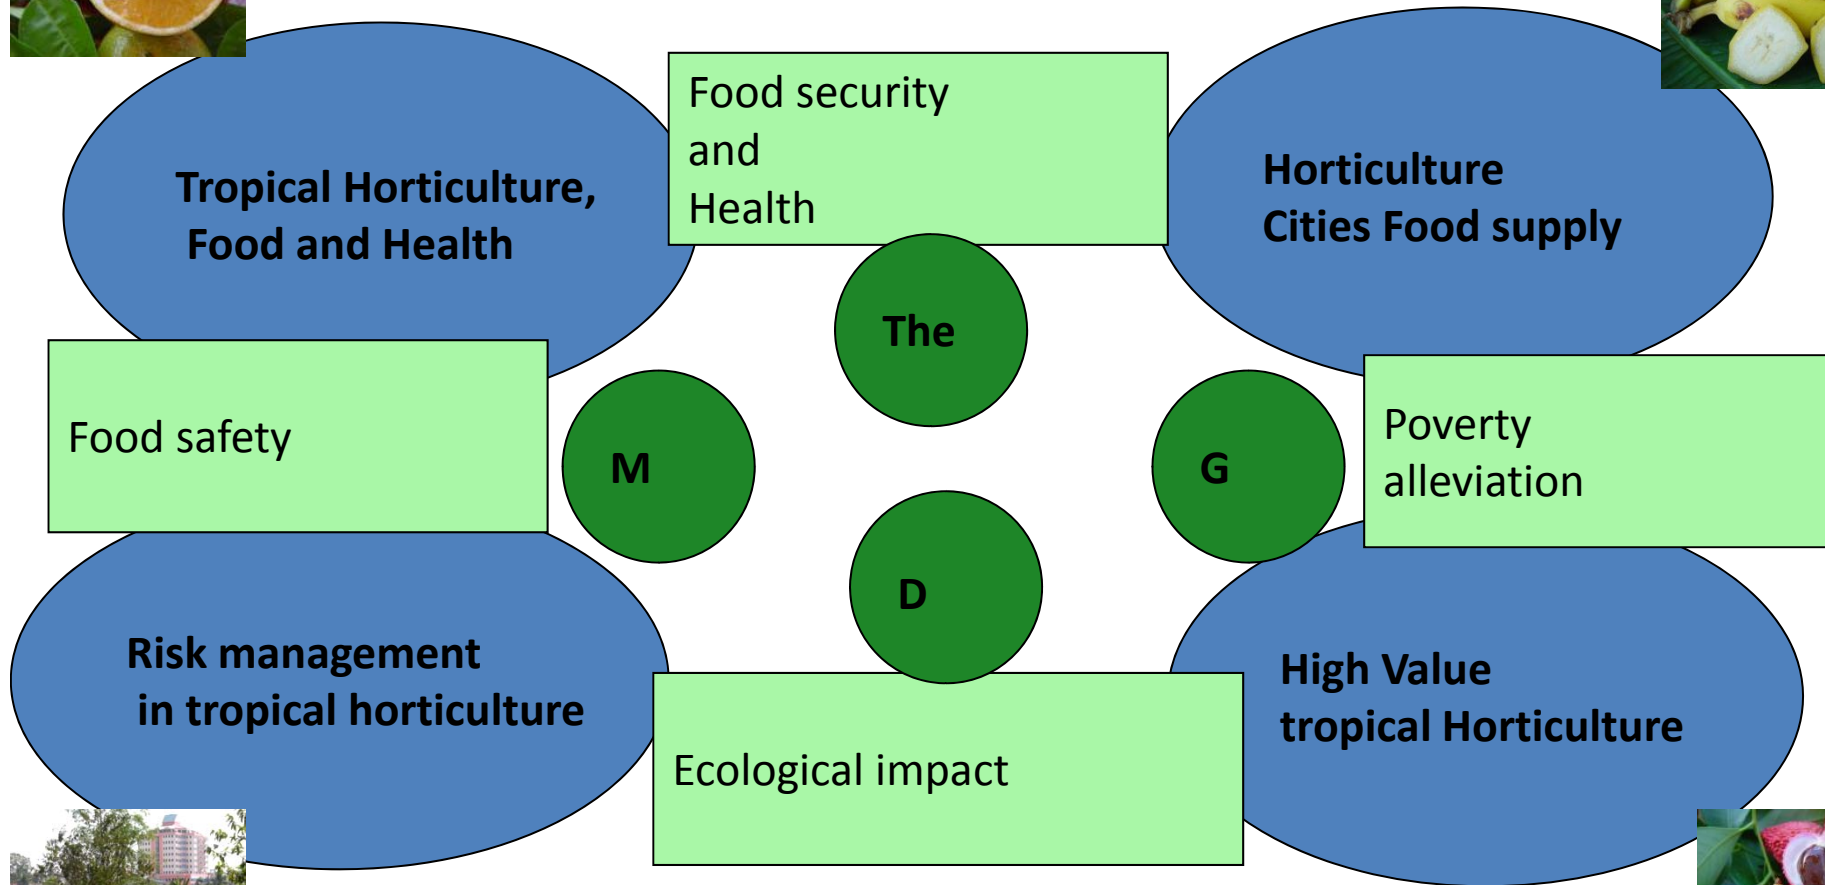 Tropical Horticulture,
Food and Health
Food security
and
Health
Horticulture
Cities Food supply
The
Food safety
M
G
Poverty
alleviation
D
Risk management
in tropical horticulture
Ecological impact
High Value
tropical Horticulture